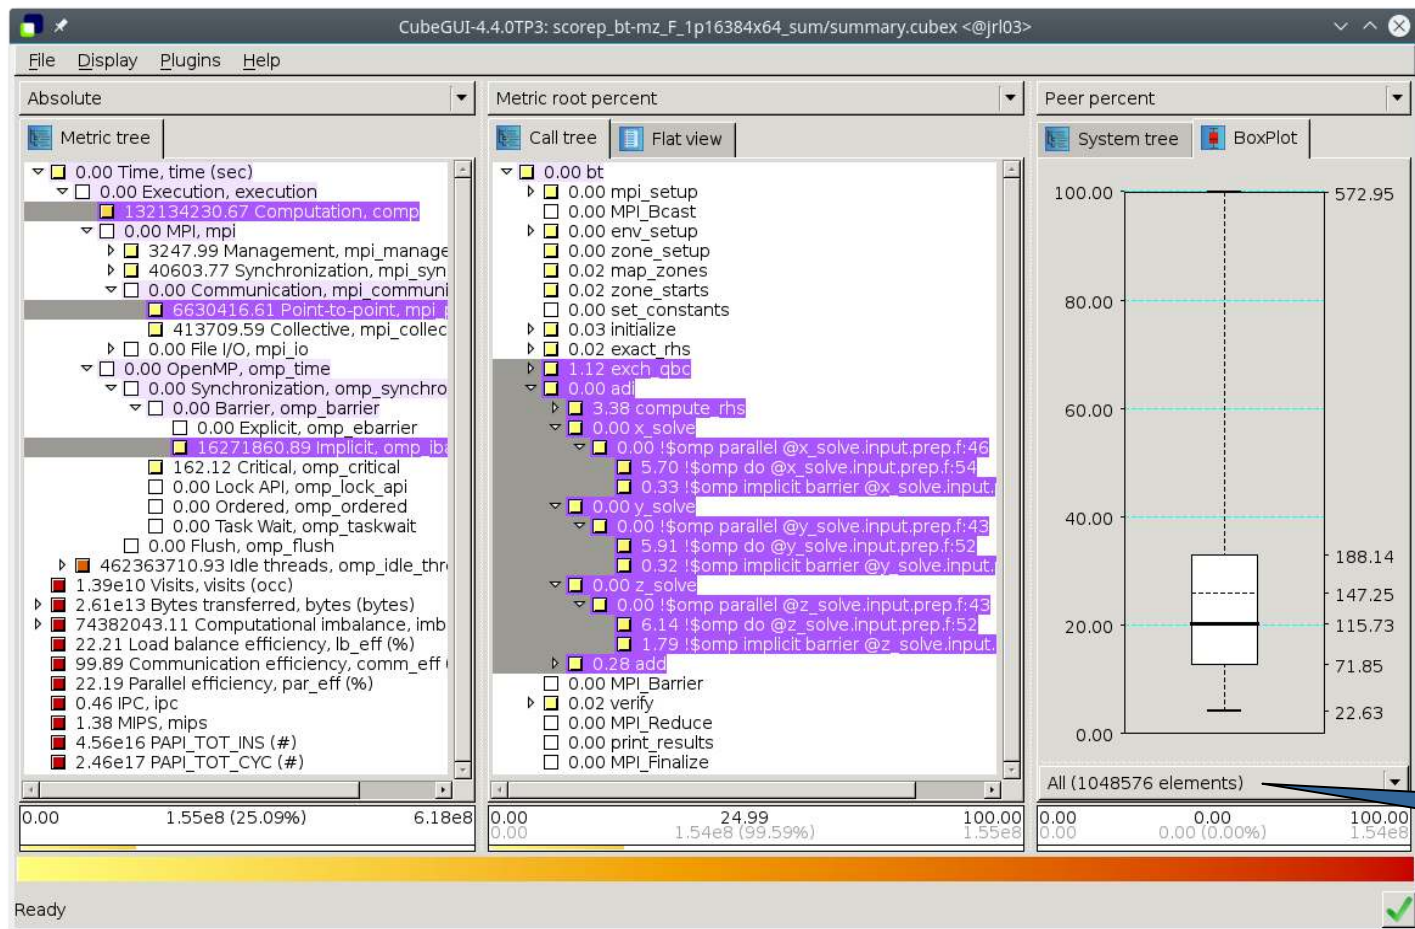 CubeGUI-4.4.0TP3: scorep_bt-mz_F_1p16384x64_sum/summary.cubex <@jrl03>
File Display Plugins Help
Absolute
Metric tree
0.00 Time, time (sec)
0.00 Execution, execution
132134230.67 Computation, comp
0.00 MPI, mpi
3247.99 Management, mpi_manage
40603.77 Synchronization, mpi_syn
0.00 Communication, mpi_communi
6630416.61 Point-to-point, mpi_
413709.59 Collective, mpi_collec
0.00 File I/O, mpi_io
0.00 OpenMP, omp_time
0.00 Synchronization, omp_synchro
0.00 Barrier, omp_barrier
0.00 Explicit, omp_ebarrier
16271860.89 Implicit, omp_iba
162.12 Critical, omp_critical
0.00 Lock API, omp_lock_api
0.00 Ordered, omp_ordered
0.00 Task Wait, omp_taskwait
0.00 Flush, omp_flush
462363710.93 Idle threads, omp_idle_thr
1.39e10 Visits, visits (occ)
2.61e13 Bytes transferred, bytes (bytes)
74382043.11 Computational imbalance, imb
22.21 Load balance efficiency, lb_eff (%)
99.89 Communication efficiency, comm_eff (
22.19 Parallel efficiency, par_eff (%)
0.46 IPC, ipc
1.38 MIPS, mips
4.56e16 PAPI_TOT_INS (#)
2.46e17 PAPI_TOT_CYC (#)
0.00 1.55e8 (25.09%) 6.18e8
Metric root percent
Call tree Flat view
0.00 bt
0.00 mpi_setup
0.00 MPI_Bcast
0.00 env_setup
0.00 zone_setup
0.02 map_zones
0.02 zone_starts
0.00 set_constants
0.03 initialize
0.02 exact_rhs
1.12 exch_qbc
0.00 adi
3.38 compute_rhs
0.00 x_solve
0.00 !$omp parallel @x_solve.input.prep.f:46
5.70 !$omp do @x_solve.input.prep.f:54
0.33 !$omp implicit barrier @x_solve.input.
0.00 y_solve
0.00 !$omp parallel @y_solve.input.prep.f:43
5.91 !$omp do @y_solve.input.prep.f:52
0.32 !$omp implicit barrier @y_solve.input.
0.00 z_solve
0.00 !$omp parallel @z_solve.input.prep.f:43
6.14 !$omp do @z_solve.input.prep.f:52
1.79 !$omp implicit barrier @z_solve.input.
0.28 add
0.00 MPI_Barrier
0.02 verify
0.00 MPI_Reduce
0.00 print_results
0.00 MPI_Finalize
0.00 24.99 100.00
0.00 1.54e8 (99.59%) 1.55e8
Peer percent
System tree BoxPlot
100.00 572.95
80.00
60.00
40.00
188.14
147.25
20.00 115.73
71.85
22.63
0.00
All (1048576 elements)
0.00 0.00 100.00
0.00 0.00 (0.00%) 1.54e8
Ready